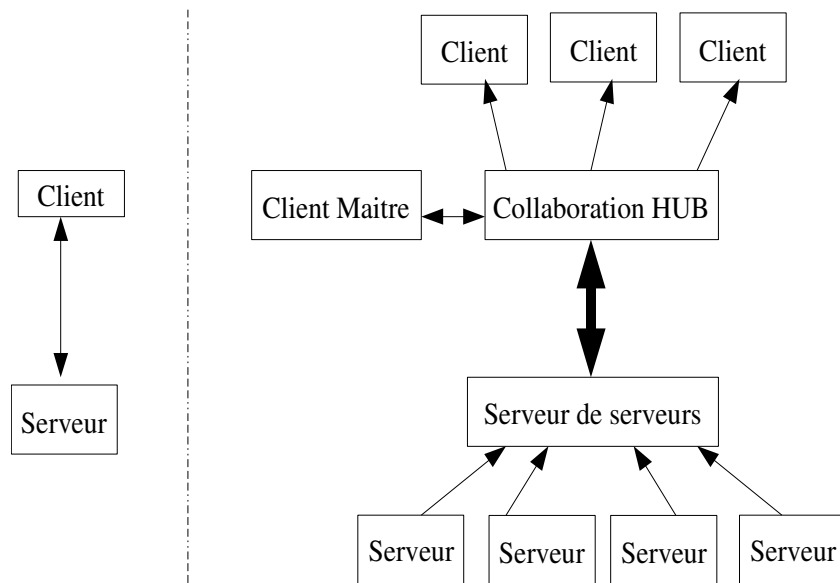 Client
Serveur
Client
Client
Client
Client Maitre
Collaboration HUB
Serveur de serveurs
Serveur
Serveur
Serveur
Serveur